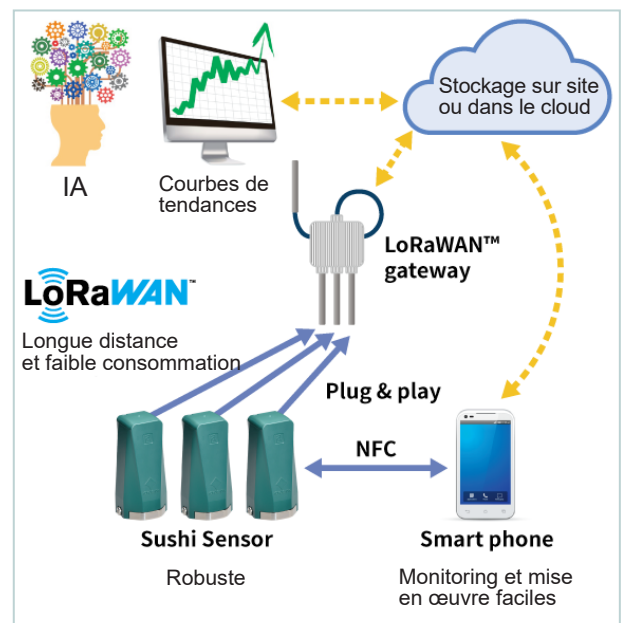 Stockage sur site
ou dans le cloud
IA
Courbes de
tendances
LoRaWAN™
gateway
LoRaWAN™
Longue distance
et faible consommation
Plug & play
NFC
Sushi Sensor
Smart phone
Robuste
Monitoring et mise
en œuvre faciles